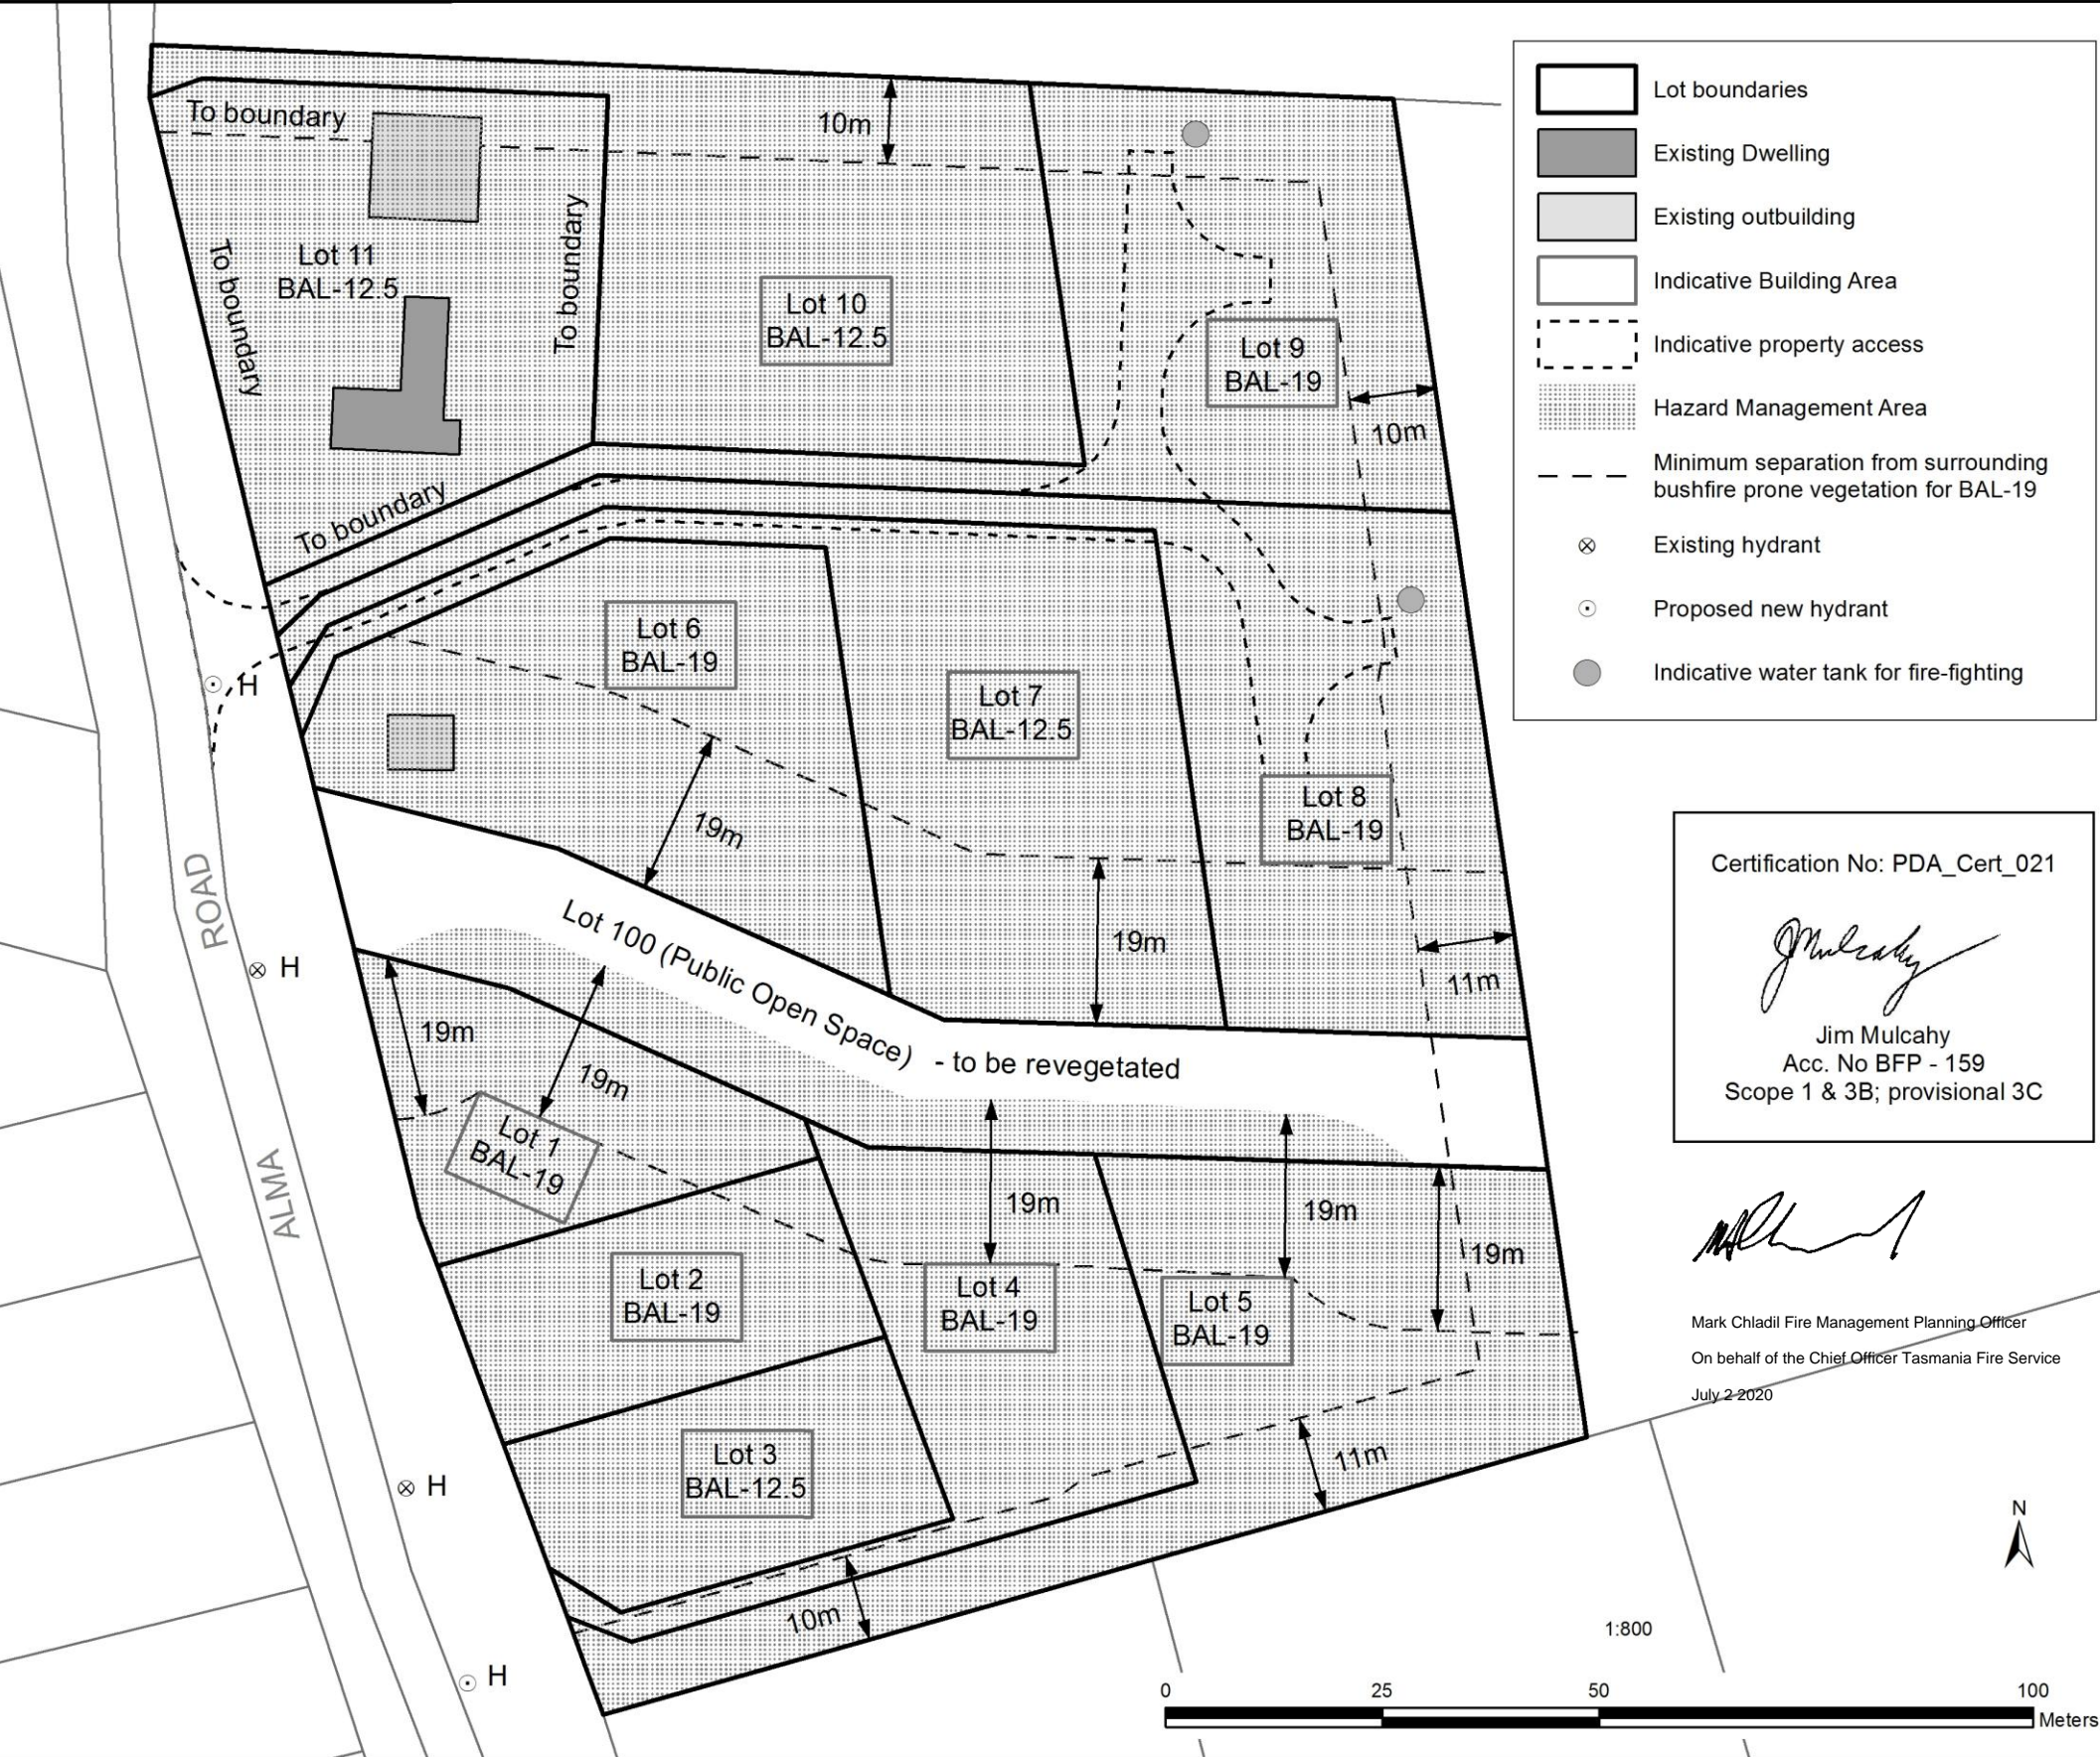 To boundary
To boundary
To boundary
To boundary
Lot 11
BAL-12.5
10m
Lot 10
BAL-12.5
Lot 9
BAL-19
10m
Lot 6
BAL-19
Lot 7
BAL-12.5
Lot 8
BAL-19
H
19m
19m
11m
Lot 100 (Public Open Space) - to be revegetated
ROAD
ALMA
H
19m
19m
19m
19m
19m
Lot 1
BAL-19
Lot 2
BAL-19
Lot 4
BAL-19
Lot 5
BAL-19
Lot 3
BAL-12.5
H
11m
10m
H
Lot boundaries
Existing Dwelling
Existing outbuilding
Indicative Building Area
Indicative property access
Hazard Management Area
Minimum separation from surrounding
bushfire prone vegetation for BAL-19
Existing hydrant
Proposed new hydrant
Indicative water tank for fire-fighting
Certification No: PDA_Cert_021
JMulcahy
Jim Mulcahy
Acc. No BFP - 159
Scope 1 & 3B; provisional 3C
Mark Chladil Fire Management Planning Officer
On behalf of the Chief Officer Tasmania Fire Service
July 2 2020
N
1:800
0 25 50 100
Meters